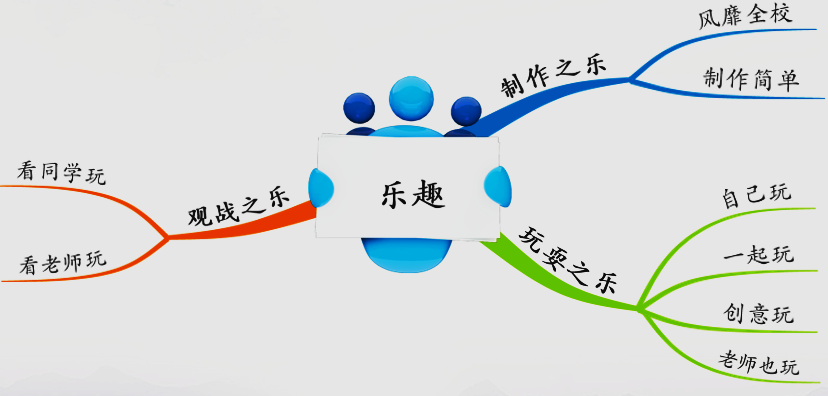 乐趣
制作之乐
风靡全校
制作简单
玩耍之乐
自己玩
一起玩
创意玩
老师也玩
观战之乐
看同学玩
看老师玩